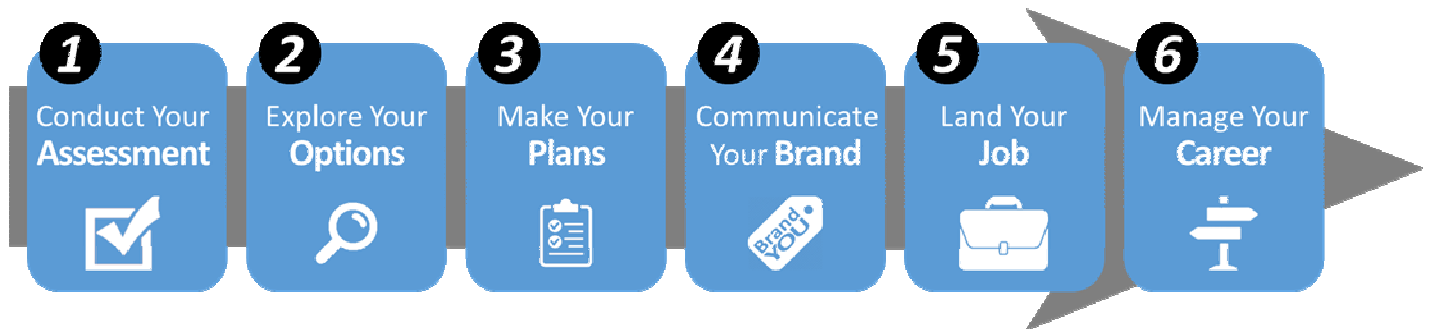 1
Conduct Your
Assessment
2
Explore Your
Options
3
Make Your
Plans
4
Communicate
Your Brand
Brand
YOU
5
Land Your
Job
6
Manage Your
Career